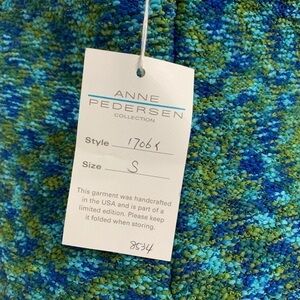 ANNE
PEDERSEN
COLLECTION
Style 1706X
Size S
This garment was handcrafted
in the USA and is part of a
limited edition. Please keep
it folded when storing.
8534